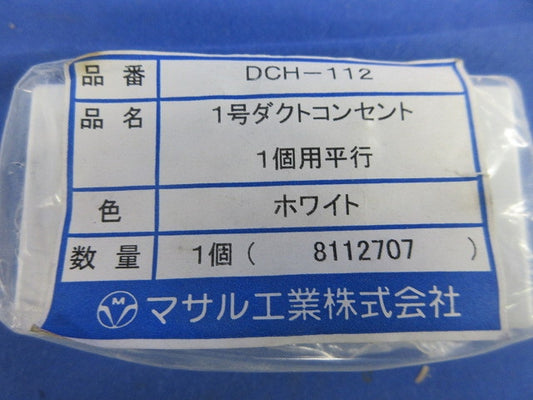 品番 DCH-112
品名 1号ダクトコンセント
1個用平行
色 ホワイト
数量 1個( 8112707 )
M マサル工業株式会社